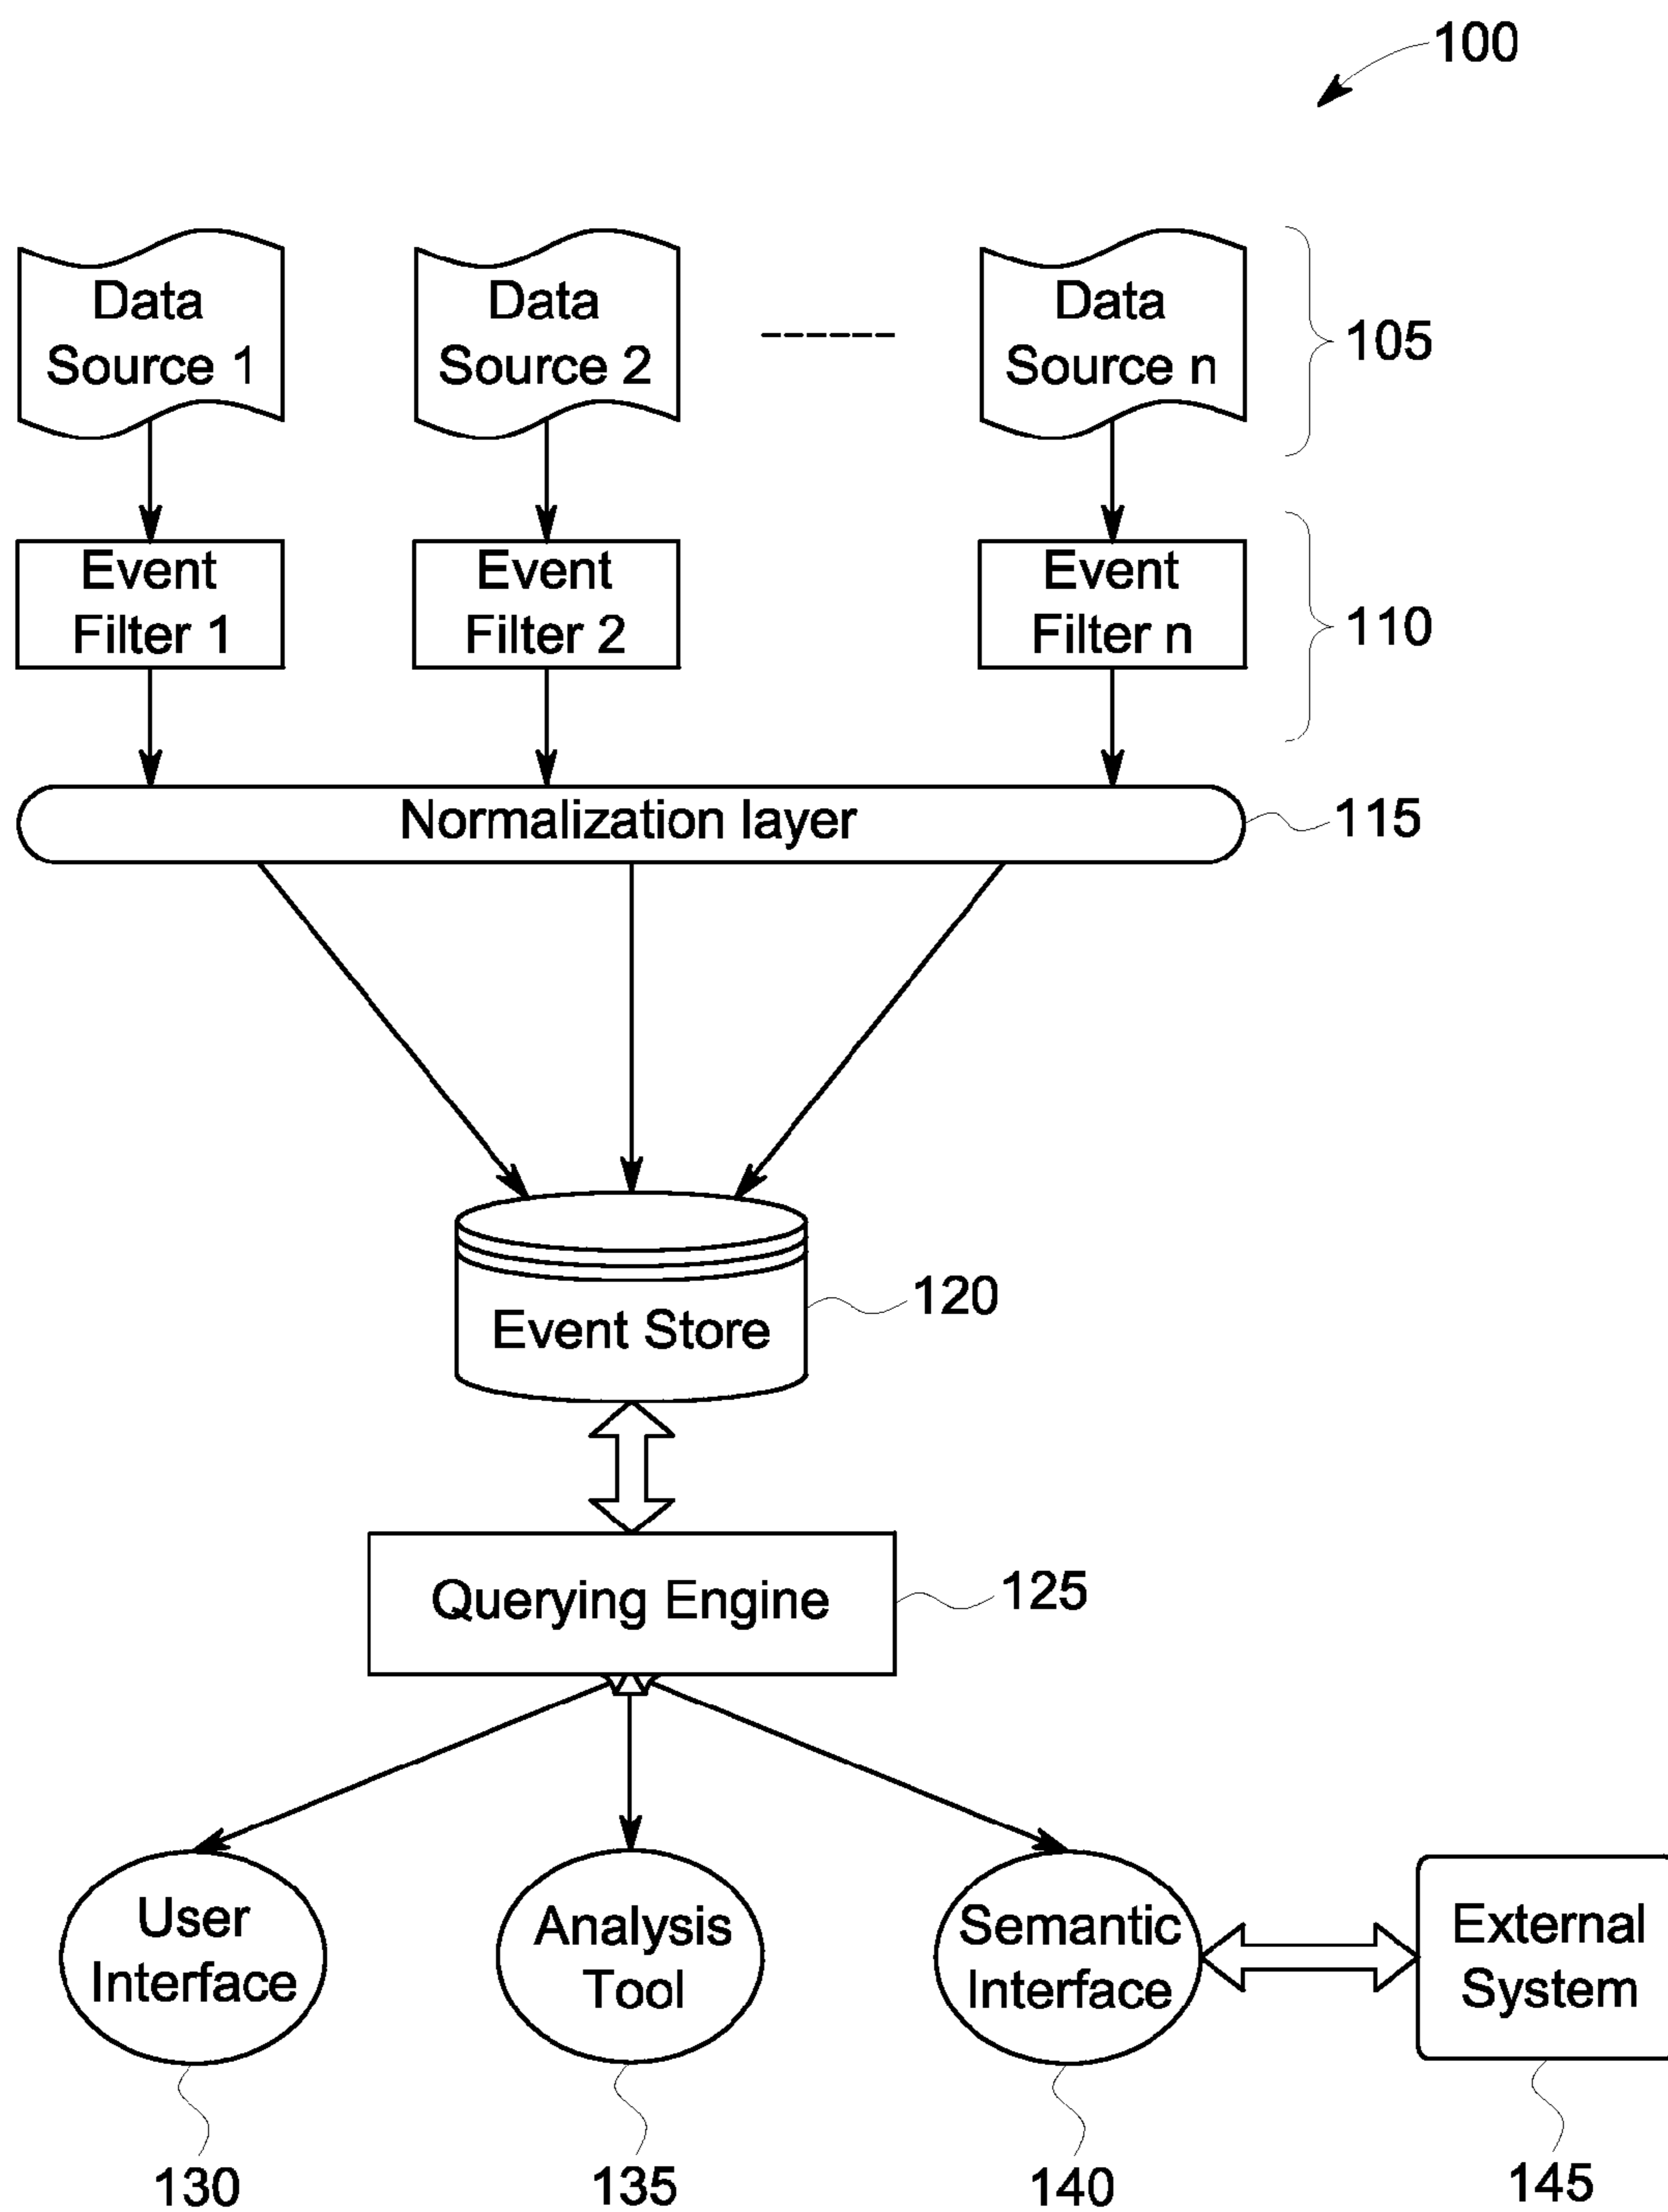 100
Data
Source 1
Data
Source 2
Data
Source n
105
Event
Filter 1
Event
Filter 2
Event
Filter n
110
Normalization layer
115
Event Store
120
Querying Engine
125
User
Interface
Analysis
Tool
Semantic
Interface
External
System
130
135
140
145